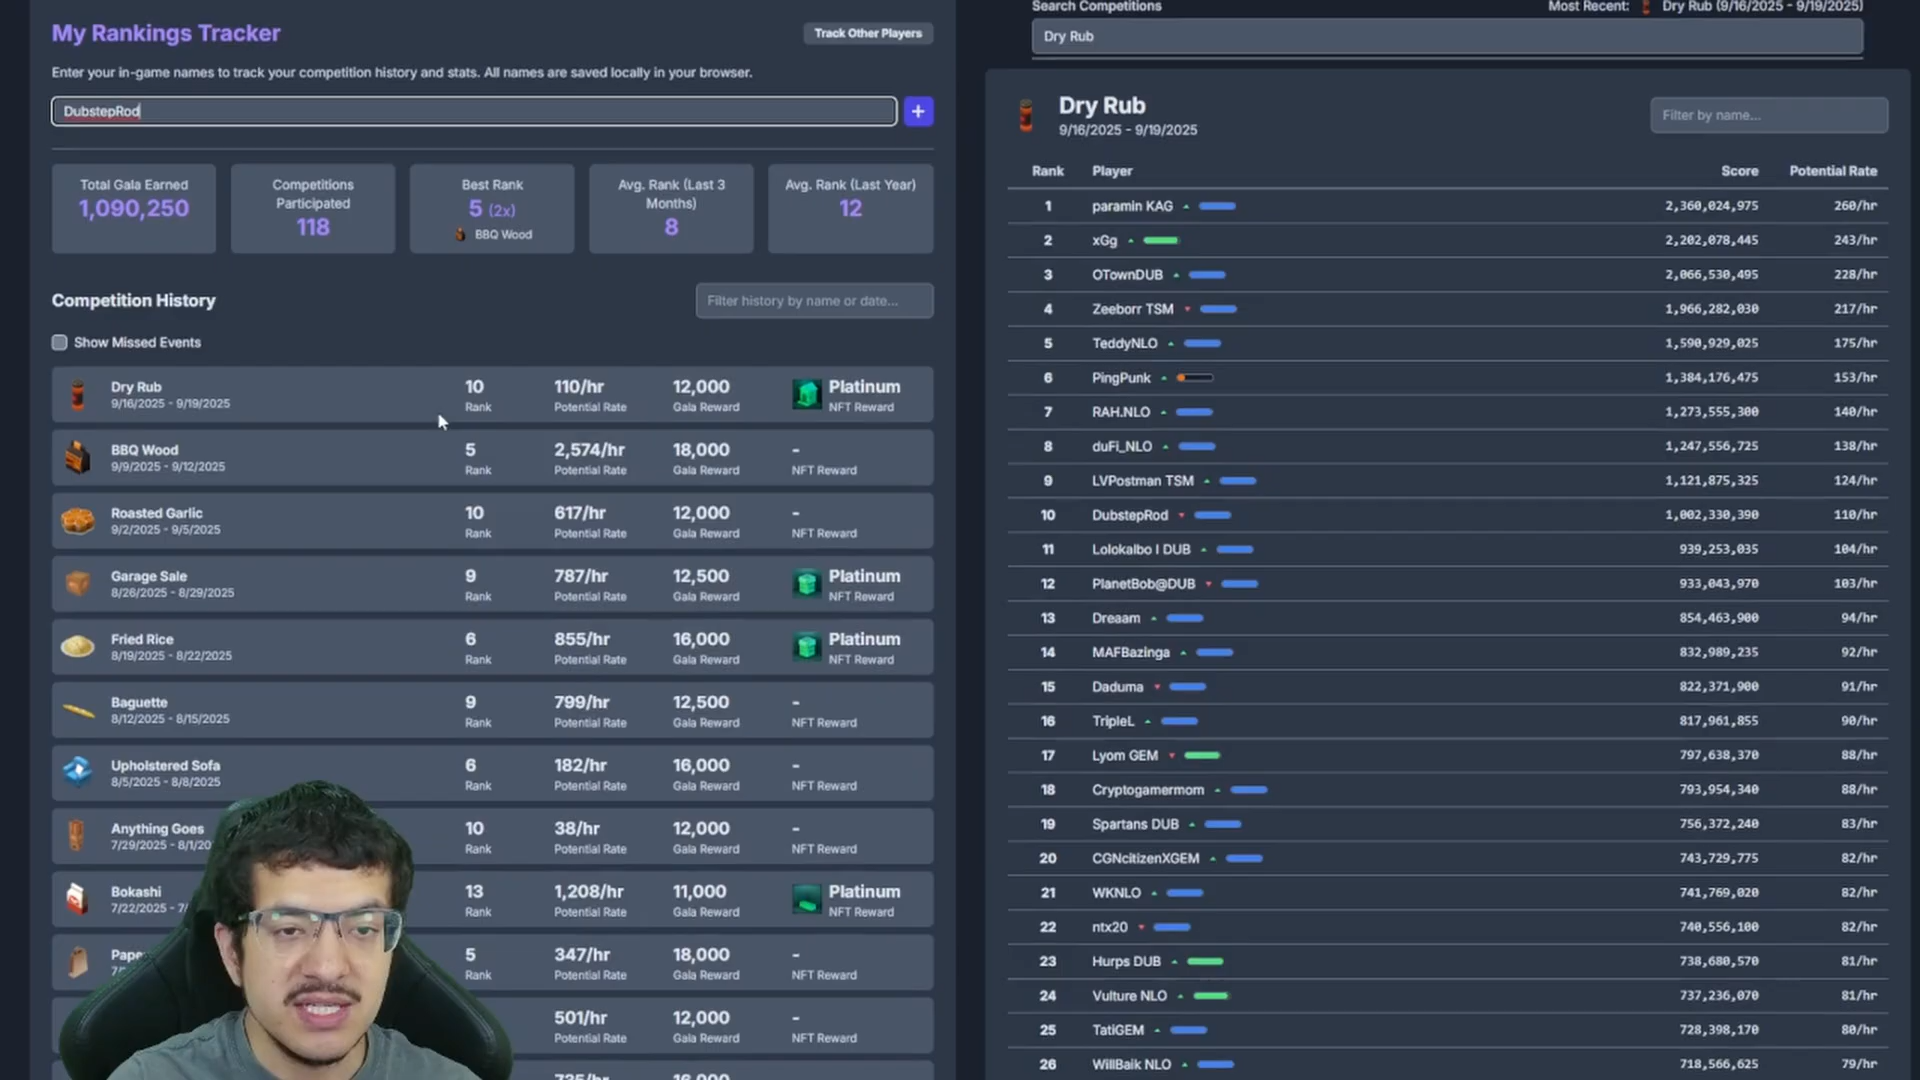 My Rankings Tracker
Track Other Players
Enter your in-game names to track your competition history and stats. All names are saved locally in your browser.
DubstepRod
+
Total Gala Earned
1,090,250
Competitions
Participated
118
Best Rank
5 (2x)
BBQ Wood
Avg. Rank (Last 3
Months)
8
Avg. Rank (Last Year)
12
Competition History
Filter history by name or date...
Show Missed Events
Dry Rub 10 110/hr 12,000 Platinum
9/16/2025 - 9/19/2025 Rank Potential Rate Gala Reward NFT Reward
BBQ Wood 5 2,574/hr 18,000 -
9/9/2025 - 9/12/2025 Rank Potential Rate Gala Reward NFT Reward
Roasted Garlic 10 617/hr 12,000 -
9/2/2025 - 9/5/2025 Rank Potential Rate Gala Reward NFT Reward
Garage Sale 9 787/hr 12,500 Platinum
8/26/2025 - 8/29/2025 Rank Potential Rate Gala Reward NFT Reward
Fried Rice 6 855/hr 16,000 Platinum
8/19/2025 - 8/22/2025 Rank Potential Rate Gala Reward NFT Reward
Baguette 9 799/hr 12,500 -
8/12/2025 - 8/15/2025 Rank Potential Rate Gala Reward NFT Reward
Upholstered Sofa 6 182/hr 16,000 -
8/5/2025 - 8/8/2025 Rank Potential Rate Gala Reward NFT Reward
Anything Goes 10 38/hr 12,000 -
7/29/2025 - 8/1/20 Rank Potential Rate Gala Reward NFT Reward
Bokashi 13 1,208/hr 11,000 Platinum
7/22/2025 - 7/ Rank Potential Rate Gala Reward NFT Reward
Pape 5 347/hr 18,000 -
Rank Potential Rate Gala Reward NFT Reward
501/hr 12,000 -
Potential Rate Gala Reward NFT Reward
Search Competitions
Most Recent: Dry Rub (9/16/2025 - 9/19/2025)
Dry Rub
Dry Rub
9/16/2025 - 9/19/2025
Filter by name...
Rank Player Score Potential Rate
1 paramin KAG 2,360,024,975 260/hr
2 xGg 2,202,078,445 243/hr
3 OTownDUB 2,066,530,495 228/hr
4 Zeeborr TSM 1,966,282,030 217/hr
5 TeddyNLO 1,590,929,025 175/hr
6 PingPunk 1,384,176,475 153/hr
7 RAH.NLO 1,273,555,300 140/hr
8 duFi_NLO 1,247,556,725 138/hr
9 LVPostman TSM 1,121,875,325 124/hr
10 DubstepRod 1,002,330,390 110/hr
11 Lolokalbo I DUB 939,253,035 104/hr
12 PlanetBob@DUB 933,043,970 103/hr
13 Dreaam 854,463,900 94/hr
14 MAFBazinga 832,989,235 92/hr
15 Daduma 822,371,900 91/hr
16 TripleL 817,961,855 90/hr
17 Lyom GEM 797,638,370 88/hr
18 Cryptogamermom 793,954,340 88/hr
19 Spartans DUB 756,372,240 83/hr
20 CGNcitizenXGEM 743,729,775 82/hr
21 WKNLO 741,769,020 82/hr
22 ntx20 740,556,100 82/hr
23 Hurps DUB 738,680,570 81/hr
24 Vulture NLO 737,236,070 81/hr
25 TatiGEM 728,398,170 80/hr
26 WillBaik NLO 718,566,625 79/hr